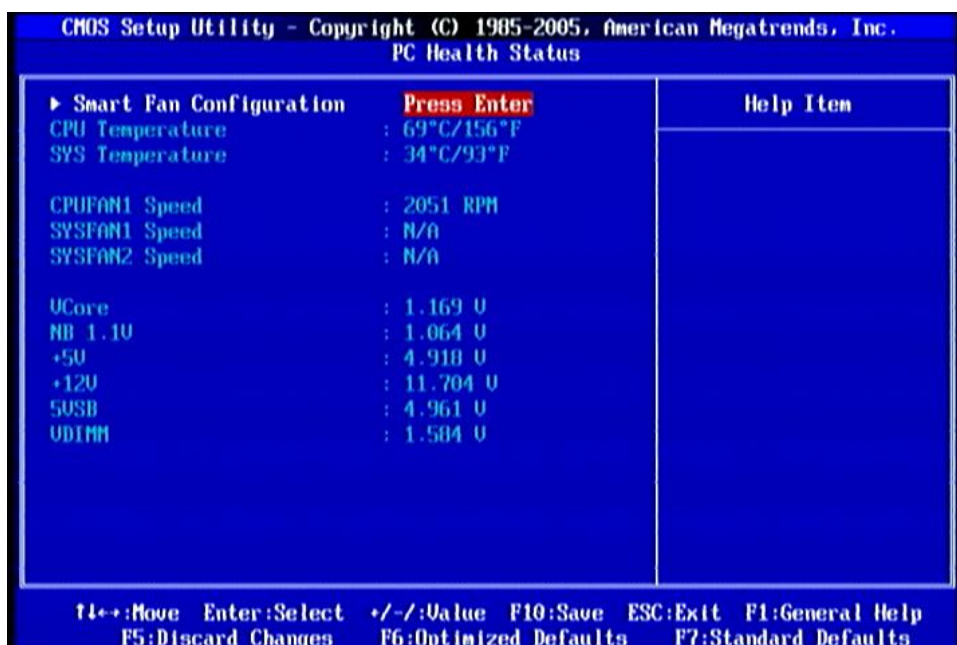 CMOS Setup Utility - Copyright (C) 1985-2005, American Megatrends, Inc.
PC Health Status
▶ Smart Fan Configuration Press Enter
Help Item
CPU Temperature : 69°C/156°F
SYS Temperature : 34°C/93°F
CPUFAN1 Speed : 2051 RPM
SYSFAN1 Speed : N/A
SYSFAN2 Speed : N/A
VCore : 1.169 V
NB 1.1V : 1.064 V
+5V : 4.918 V
+12V : 11.704 V
5VSB : 4.961 V
VDIMM : 1.584 V
↑↓←→:Move Enter:Select +/-/:Value F10:Save ESC:Exit F1:General Help
F5:Discard Changes F6:Optimized Defaults F7:Standard Defaults